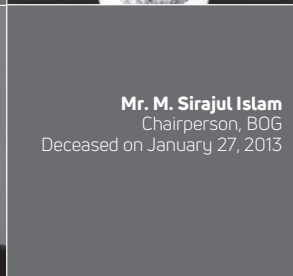 Mr. M. Sirajul Islam
Chairperson, BOG
Deceased on January 27, 2013